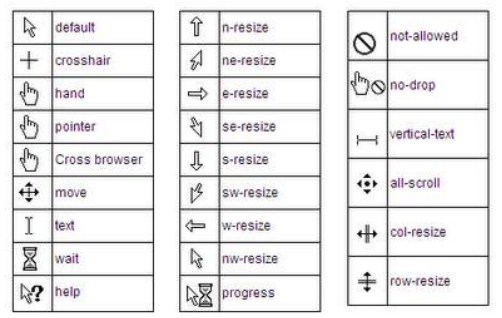 default
crosshair
hand
pointer
Cross browser
move
text
wait
help
n-resize
ne-resize
e-resize
se-resize
s-resize
sw-resize
w-resize
nw-resize
progress
not-allowed
no-drop
vertical-text
all-scroll
col-resize
row-resize